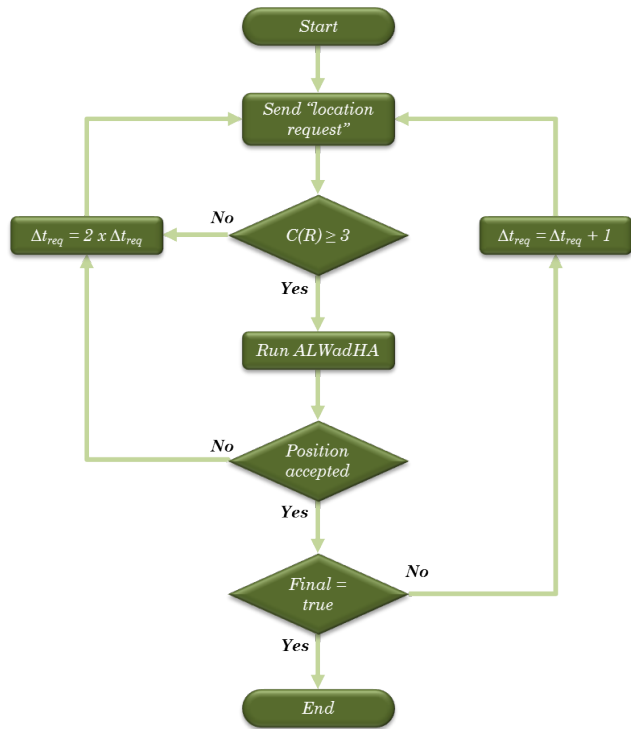 Start
Send “location
request”
No
C(R) ≥ 3
Δt_req = 2 x Δt_req
Δt_req = Δt_req + 1
Yes
Run ALWadHA
No
Position
accepted
Yes
Final =
true
No
Yes
End